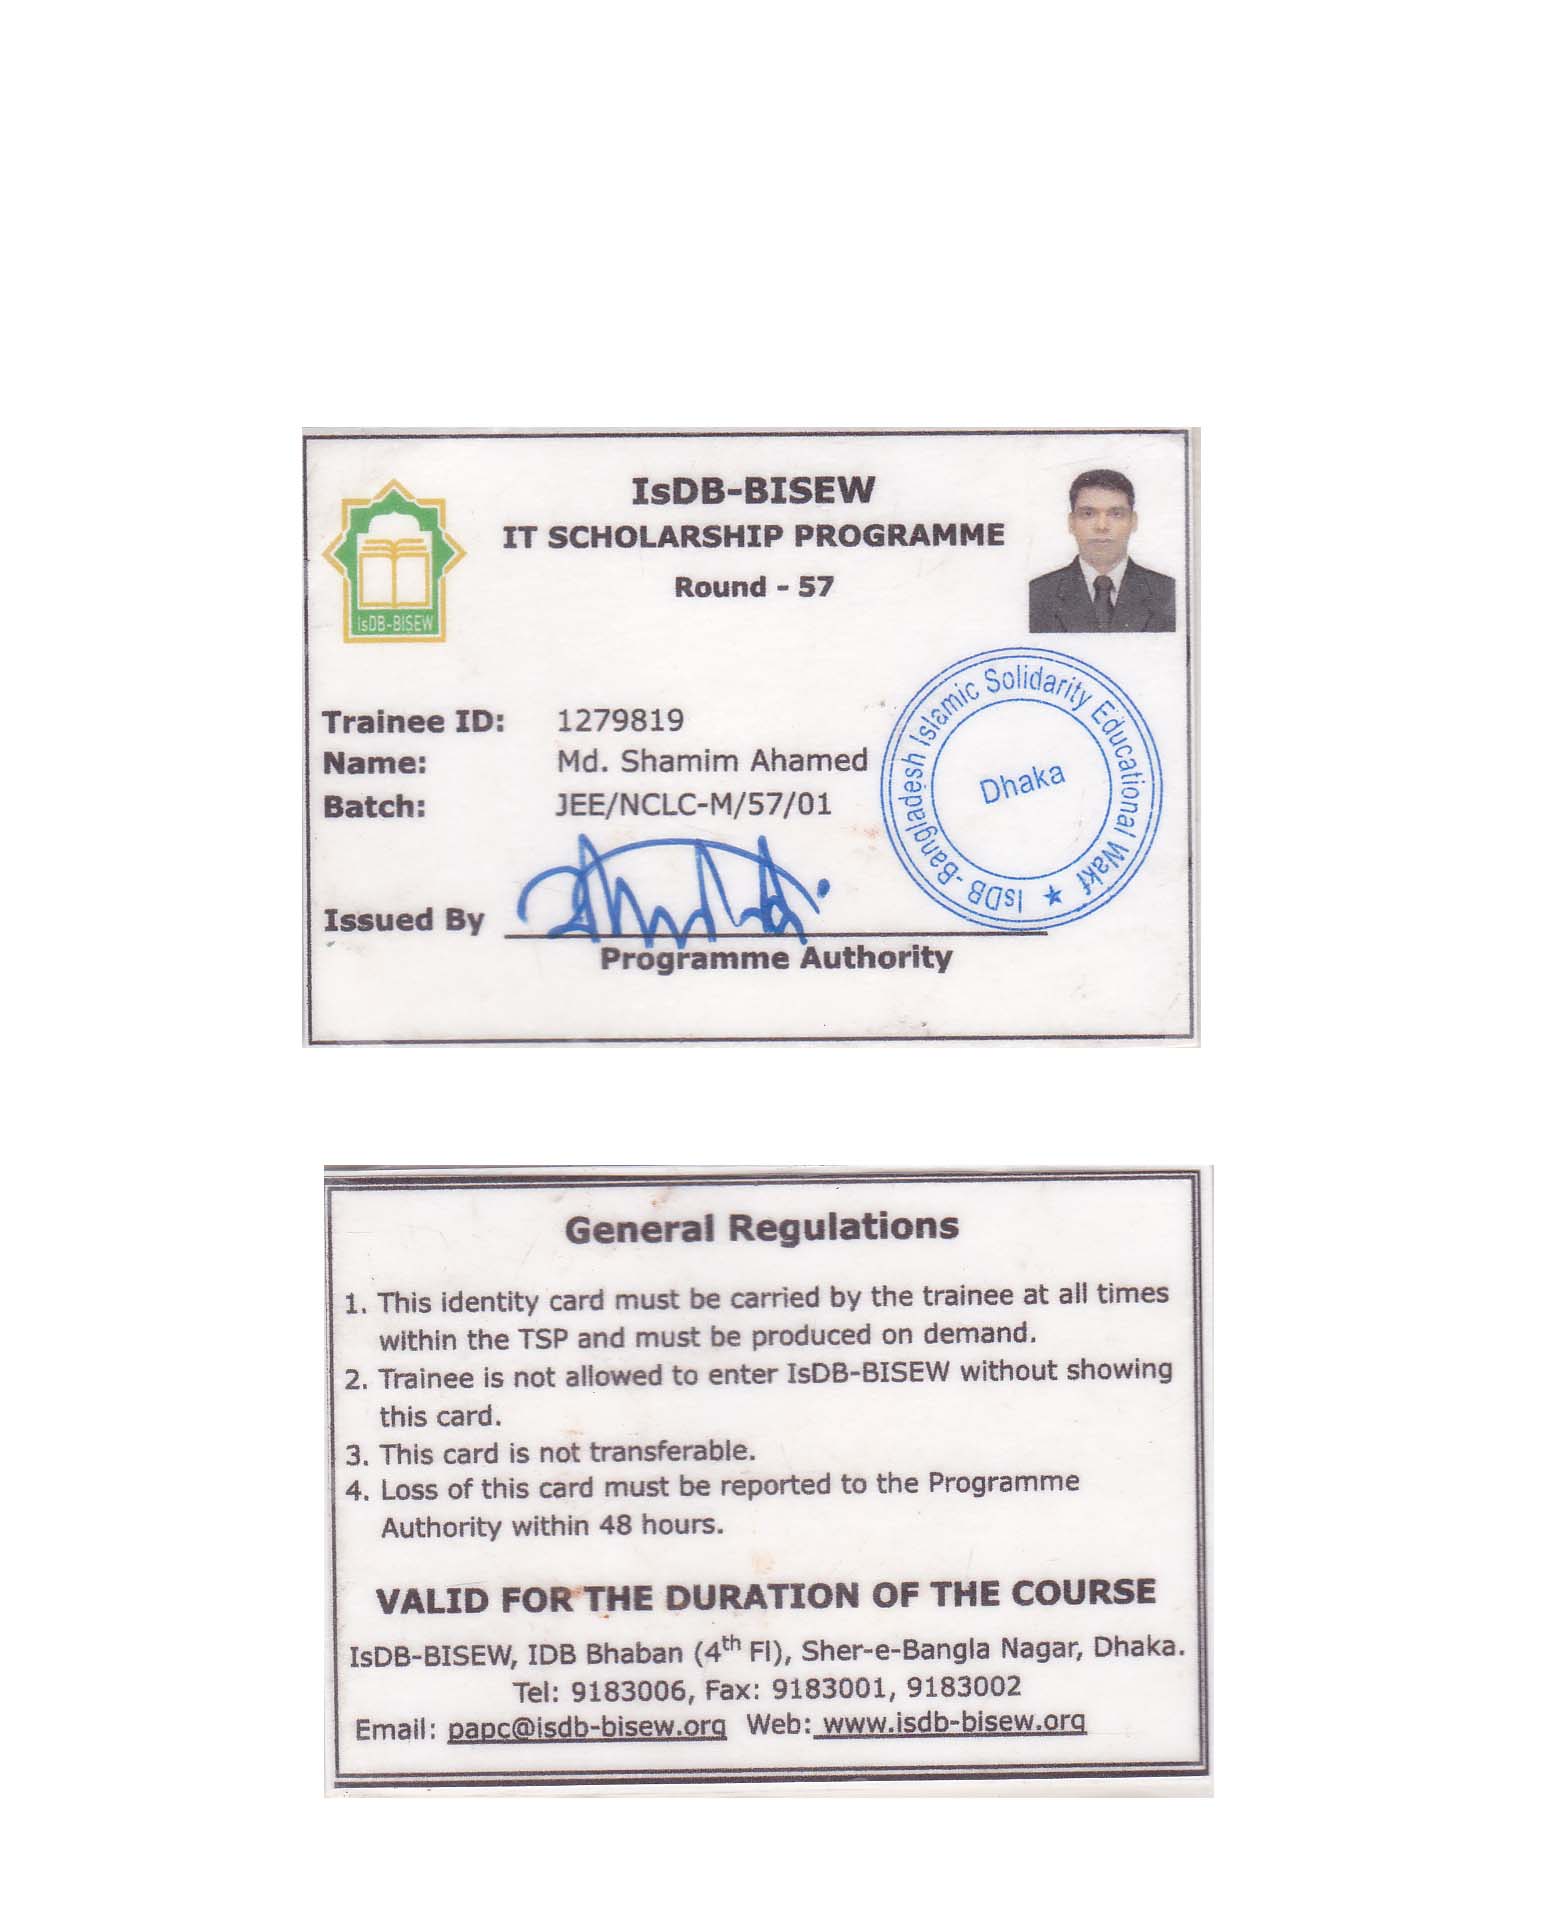 IsDB-BISEW
IT SCHOLARSHIP PROGRAMME
Round - 57
IsDB-BISEW
Trainee ID: 1279819
Name: Md. Shamim Ahamed
Batch: JEE/NCLC-M/57/01
IsDB-Bangladesh Islamic Solidarity Educational Wakf
Dhaka
Issued By
Programme Authority
General Regulations
1. This identity card must be carried by the trainee at all times
within the TSP and must be produced on demand.
2. Trainee is not allowed to enter IsDB-BISEW without showing
this card.
3. This card is not transferable.
4. Loss of this card must be reported to the Programme
Authority within 48 hours.
VALID FOR THE DURATION OF THE COURSE
IsDB-BISEW, IDB Bhaban (4th Fl), Sher-e-Bangla Nagar, Dhaka.
Tel: 9183006, Fax: 9183001, 9183002
Email: papc@isdb-bisew.org Web: www.isdb-bisew.org